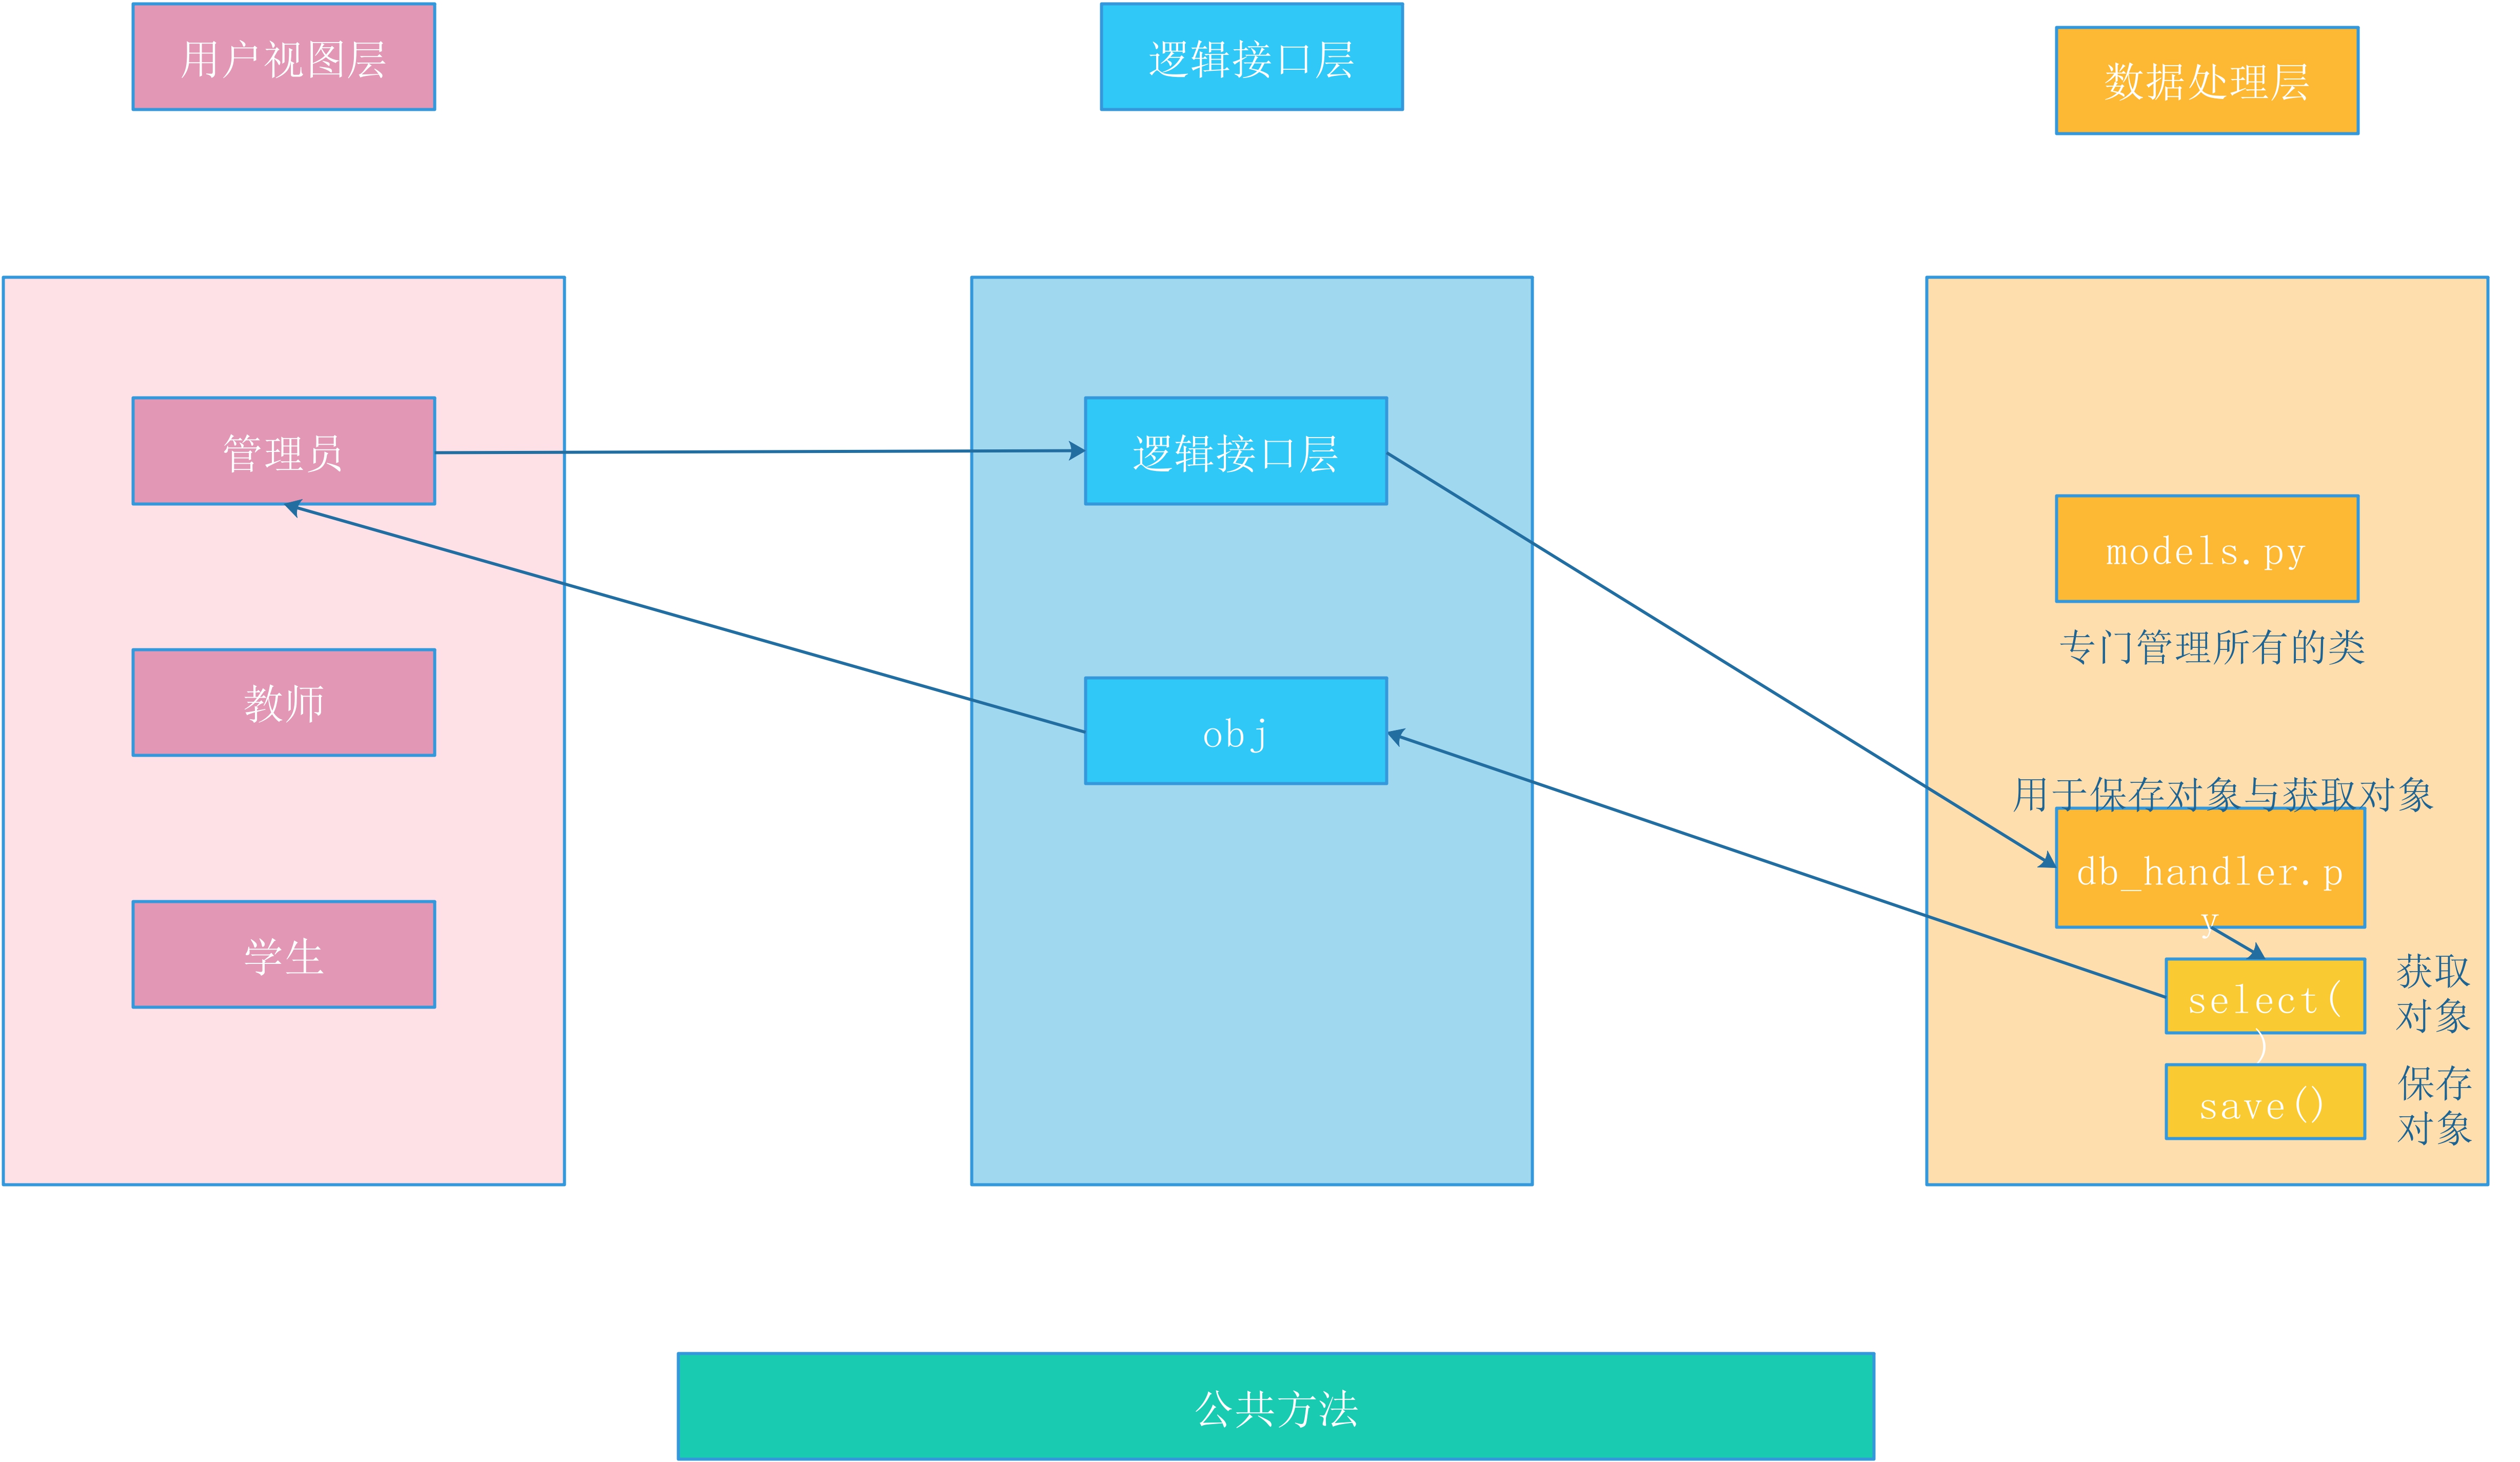 用户视图层
逻辑接口层
数据处理层
管理员
逻辑接口层
models.py
专门管理所有的类
教师
obj
用于保存对象与获取对象
db_handler.p
y
学生
select(
)
获取
对象
save()
保存
对象
公共方法